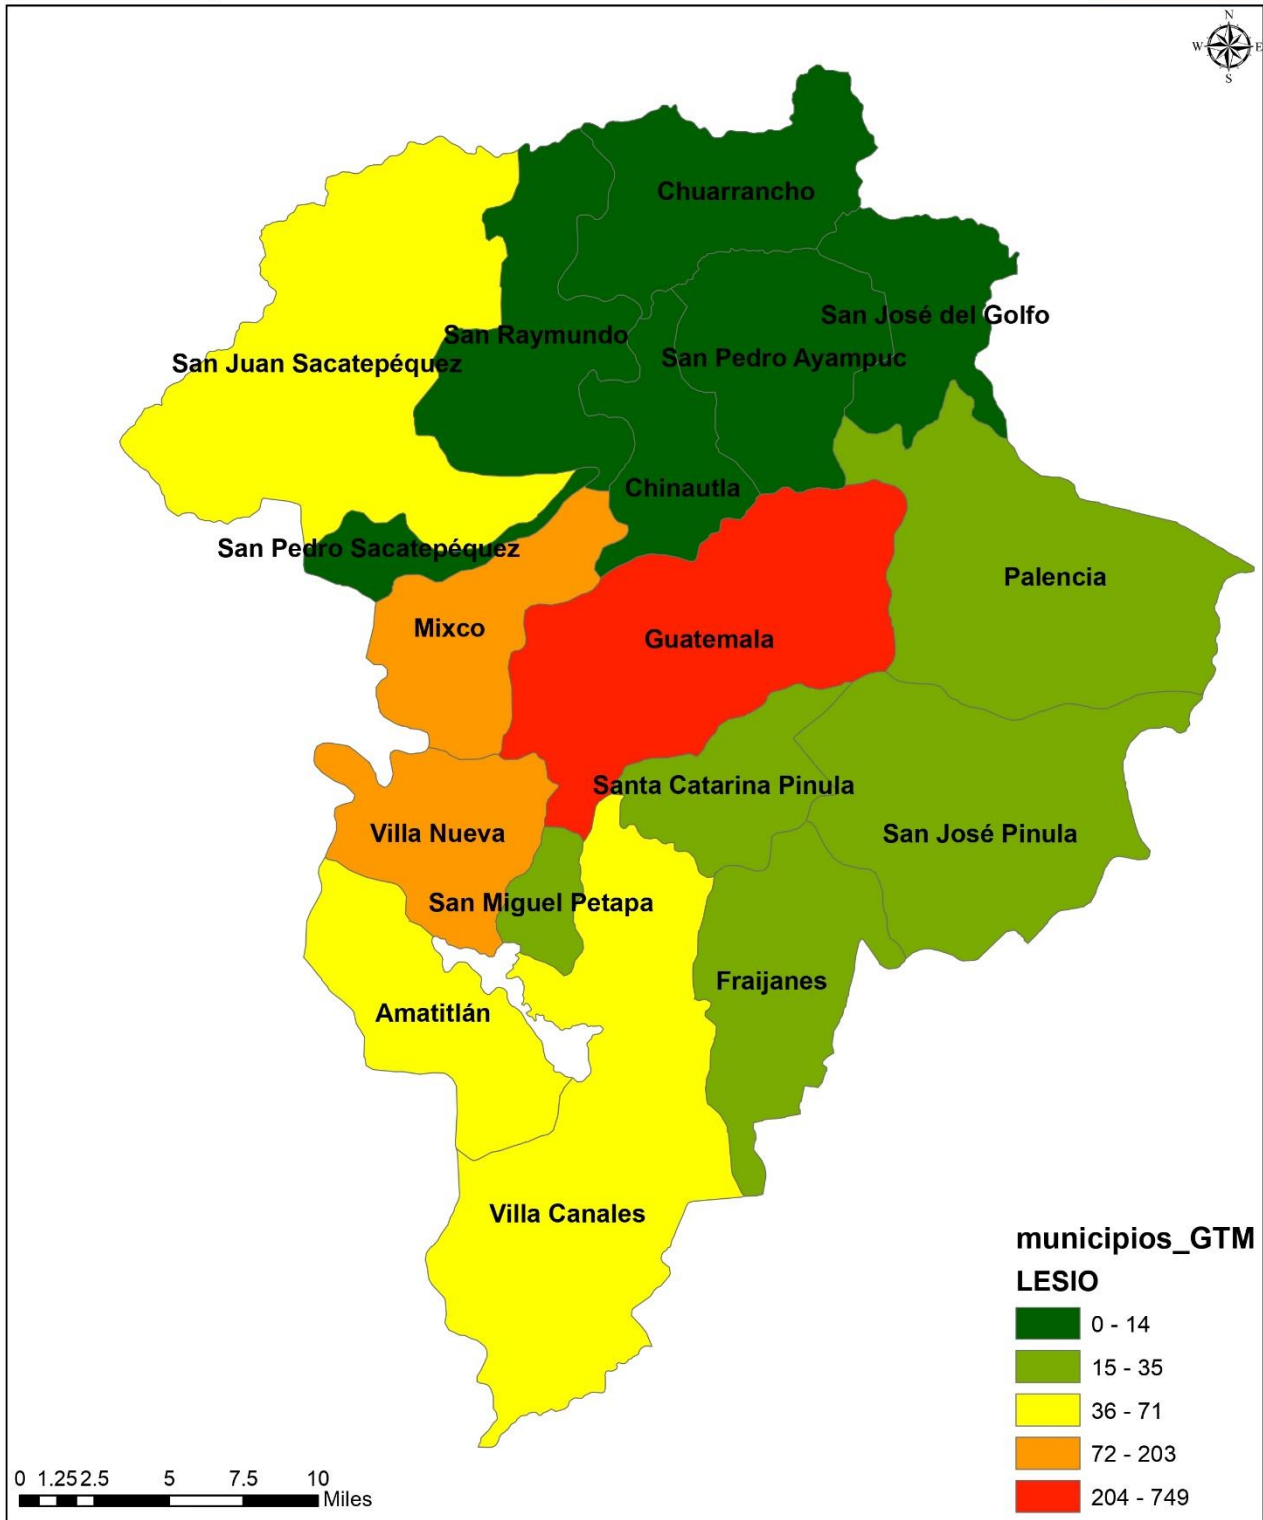 N
W E
S
Chuarrancho
San José del Golfo
San Raymundo
San Pedro Ayampuc
San Juan Sacatepéquez
Chinautla
San Pedro Sacatepéquez
Palencia
Mixco
Guatemala
Santa Catarina Pinula
Villa Nueva
San José Pinula
San Miguel Petapa
Fraijanes
Amatitlán
Villa Canales
municipios_GTM
LESIO
0 - 14
15 - 35
36 - 71
72 - 203
204 - 749
0 1.25 2.5 5 7.5 10
Miles